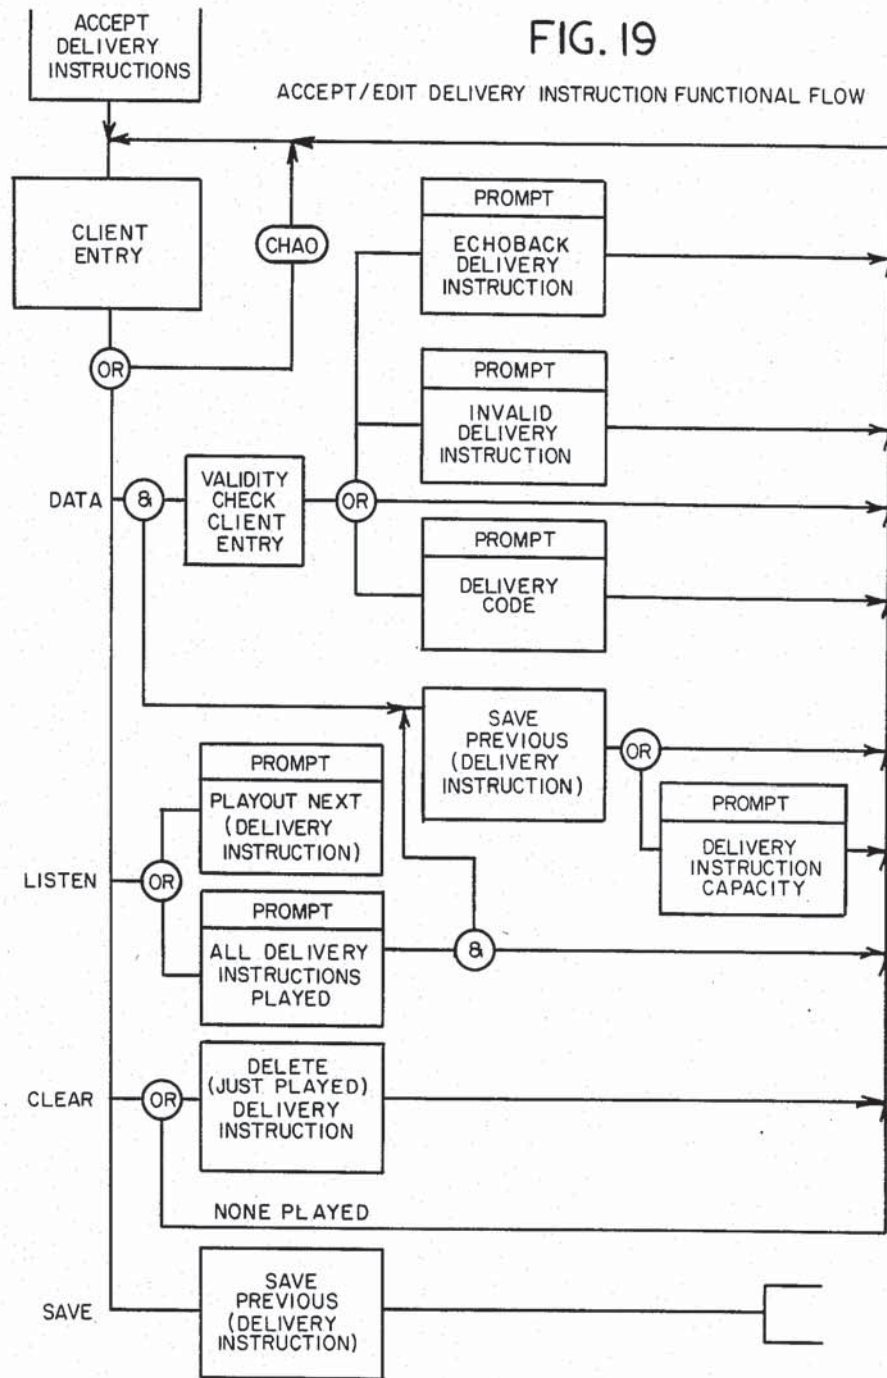 ACCEPT
DELIVERY
INSTRUCTIONS
FIG. 19
ACCEPT/EDIT DELIVERY INSTRUCTION FUNCTIONAL FLOW
CLIENT
ENTRY
CHAO
OR
PROMPT
ECHOBACK
DELIVERY
INSTRUCTION
PROMPT
INVALID
DELIVERY
INSTRUCTION
DATA
&
VALIDITY
CHECK
CLIENT
ENTRY
OR
PROMPT
DELIVERY
CODE
SAVE
PREVIOUS
(DELIVERY
INSTRUCTION)
OR
PROMPT
DELIVERY
INSTRUCTION
CAPACITY
LISTEN
OR
PROMPT
PLAYOUT NEXT
(DELIVERY
INSTRUCTION)
PROMPT
ALL DELIVERY
INSTRUCTIONS
PLAYED
&
CLEAR
OR
DELETE
(JUST PLAYED)
DELIVERY
INSTRUCTION
NONE PLAYED
SAVE
SAVE
PREVIOUS
(DELIVERY
INSTRUCTION)